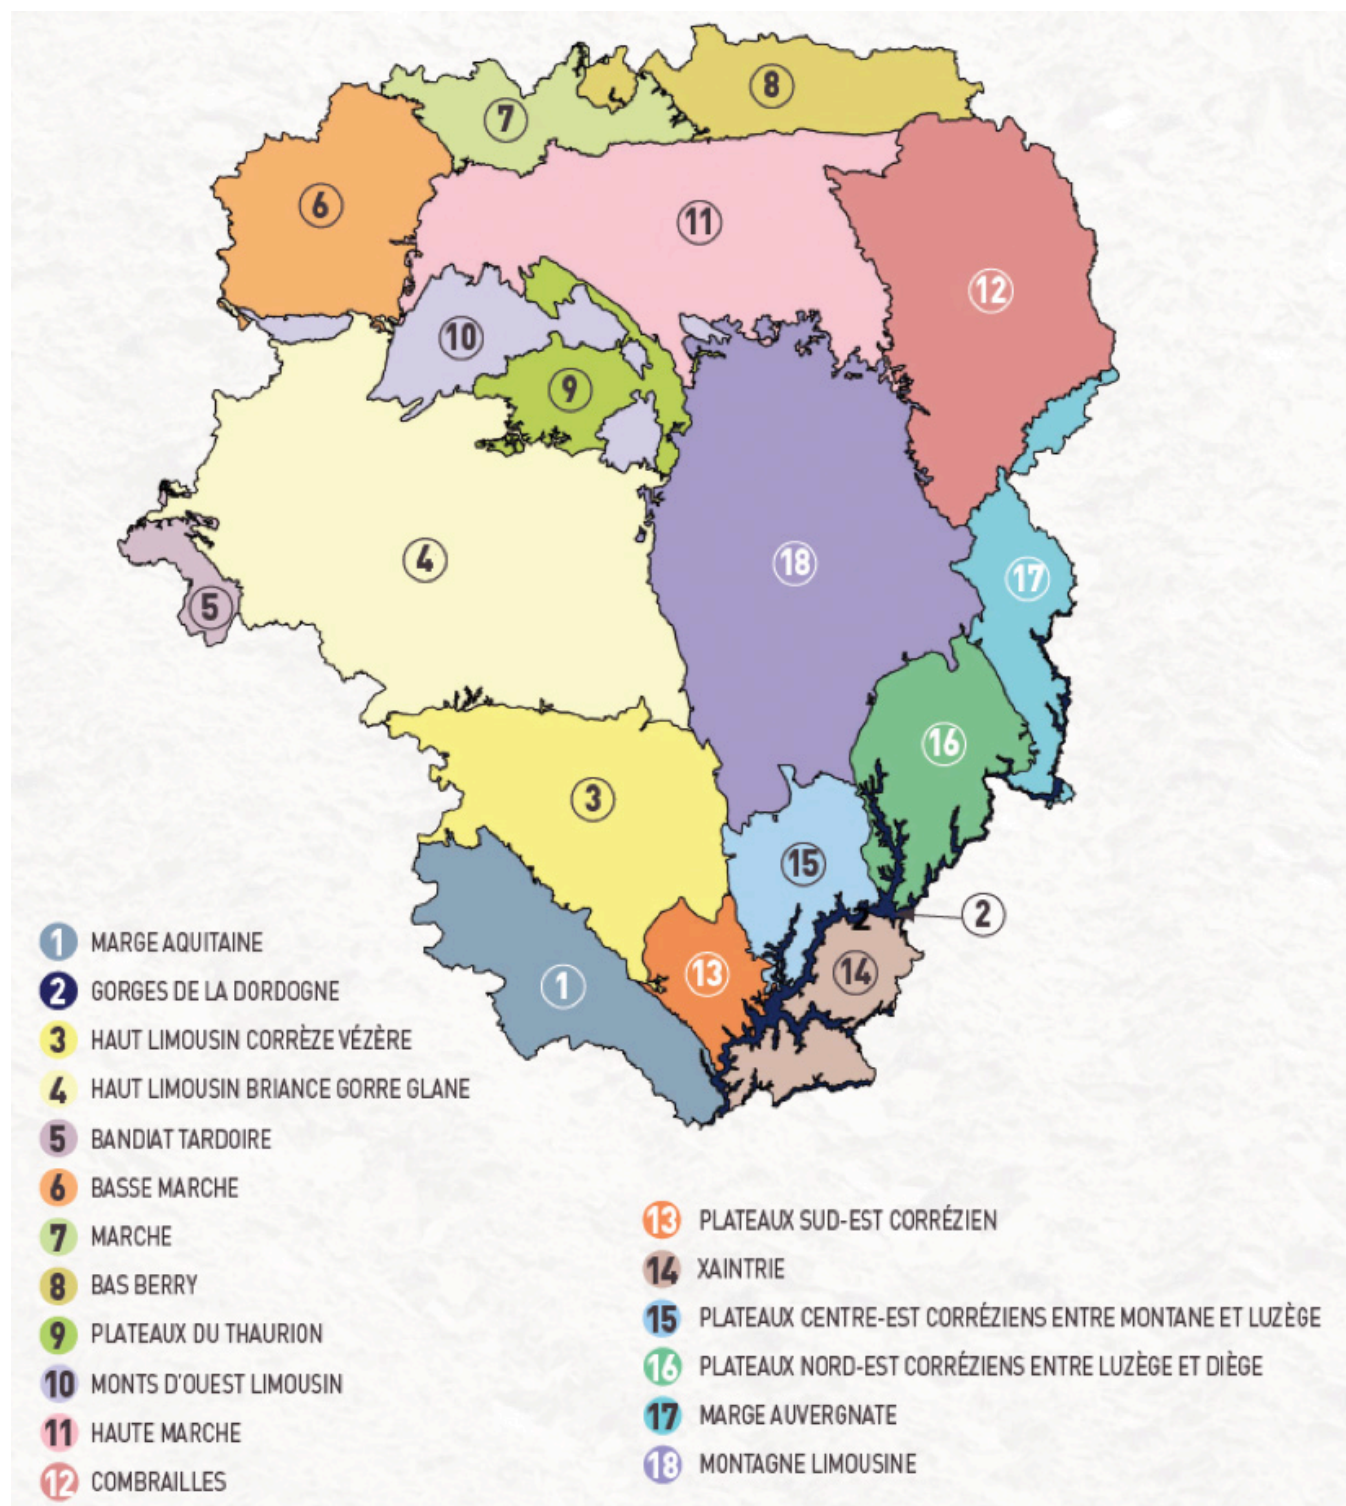 8
7
6
11
12
10
9
4
18
17
5
16
3
15
2
2
14
13
1
1 MARGE AQUITAINE
2 GORGES DE LA DORDOGNE
3 HAUT LIMOUSIN CORRÈZE VÉZÈRE
4 HAUT LIMOUSIN BRIANCE GORRE GLANE
5 BANDIAT TARDOIRE
6 BASSE MARCHE
7 MARCHE
8 BAS BERRY
9 PLATEAUX DU THAURION
10 MONTS D'OUEST LIMOUSIN
11 HAUTE MARCHE
12 COMBRAILLES
13 PLATEAUX SUD-EST CORRÉZIEN
14 XAINTRIE
15 PLATEAUX CENTRE-EST CORRÉZIENS ENTRE MONTANE ET LUZÈGE
16 PLATEAUX NORD-EST CORRÉZIENS ENTRE LUZÈGE ET DIÈGE
17 MARGE AUVERGNATE
18 MONTAGNE LIMOUSINE